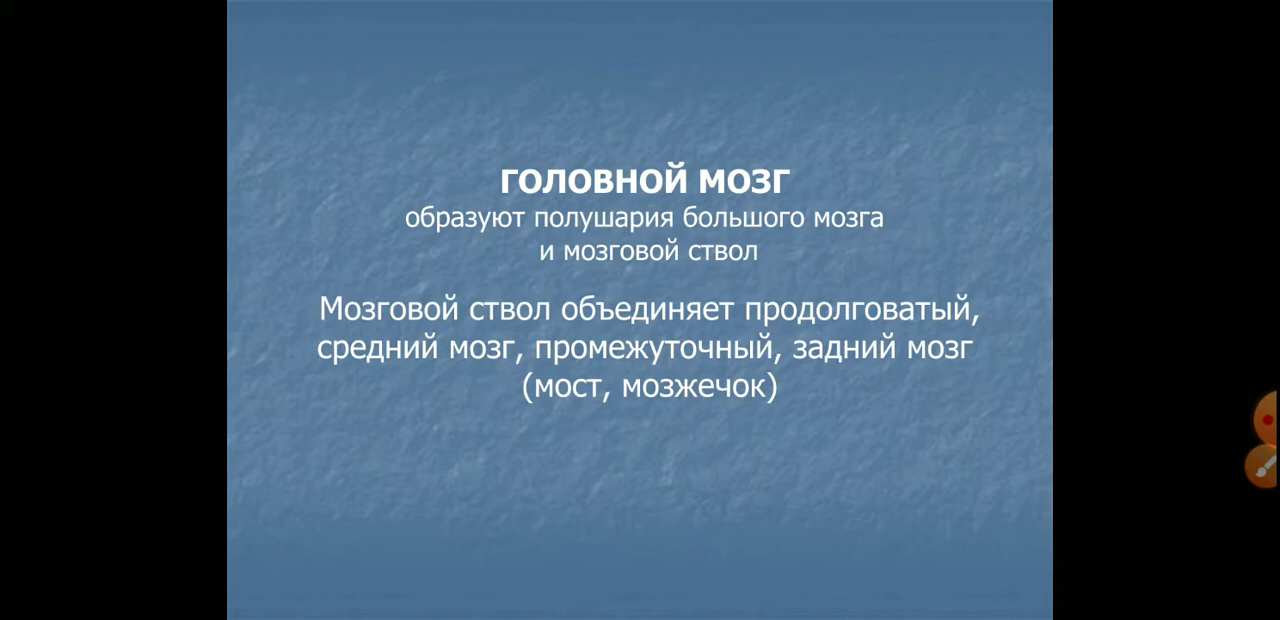 ГОЛОВНОЙ МОЗГ
образуют полушария большого мозга
и мозговой ствол
Мозговой ствол объединяет продолговатый,
средний мозг, промежуточный, задний мозг
(мост, мозжечок)